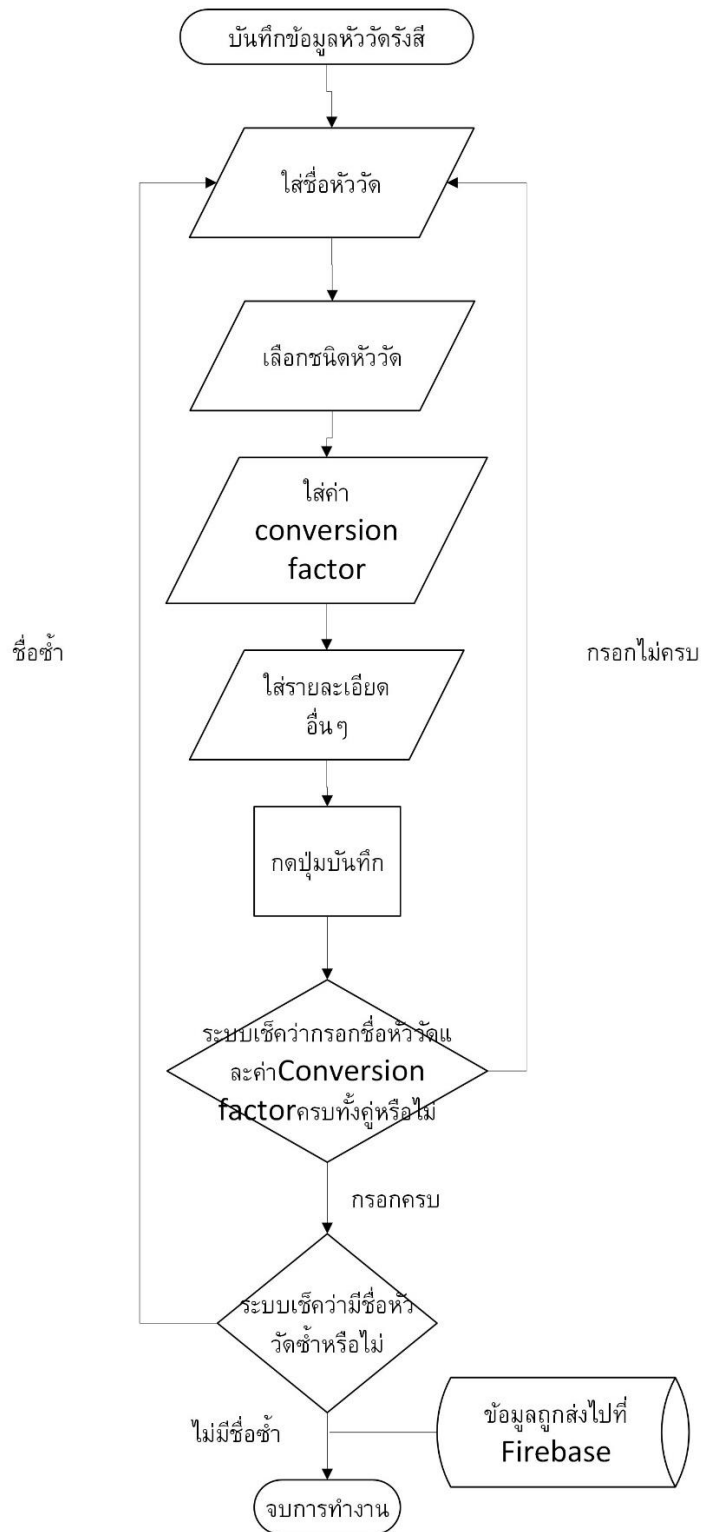 บันทึกข้อมูลหัววัดรังสี
ใส่ชื่อหัววัด
เลือกชนิดหัววัด
ใส่ค่า
conversion
factor
ชื่อซ้ำ
กรอกไม่ครบ
ใส่รายละเอียด
อื่นๆ
กดปุ่มบันทึก
ระบบเช็คว่ากรอกชื่อหัววัดแ
ละค่าConversion
factorครบทั้งคู่หรือไม่
กรอกครบ
ระบบเช็คว่ามีชื่อหัว
วัดซ้ำหรือไม่
ไม่มีชื่อซ้ำ
ข้อมูลถูกส่งไปที่
Firebase
จบการทำงาน